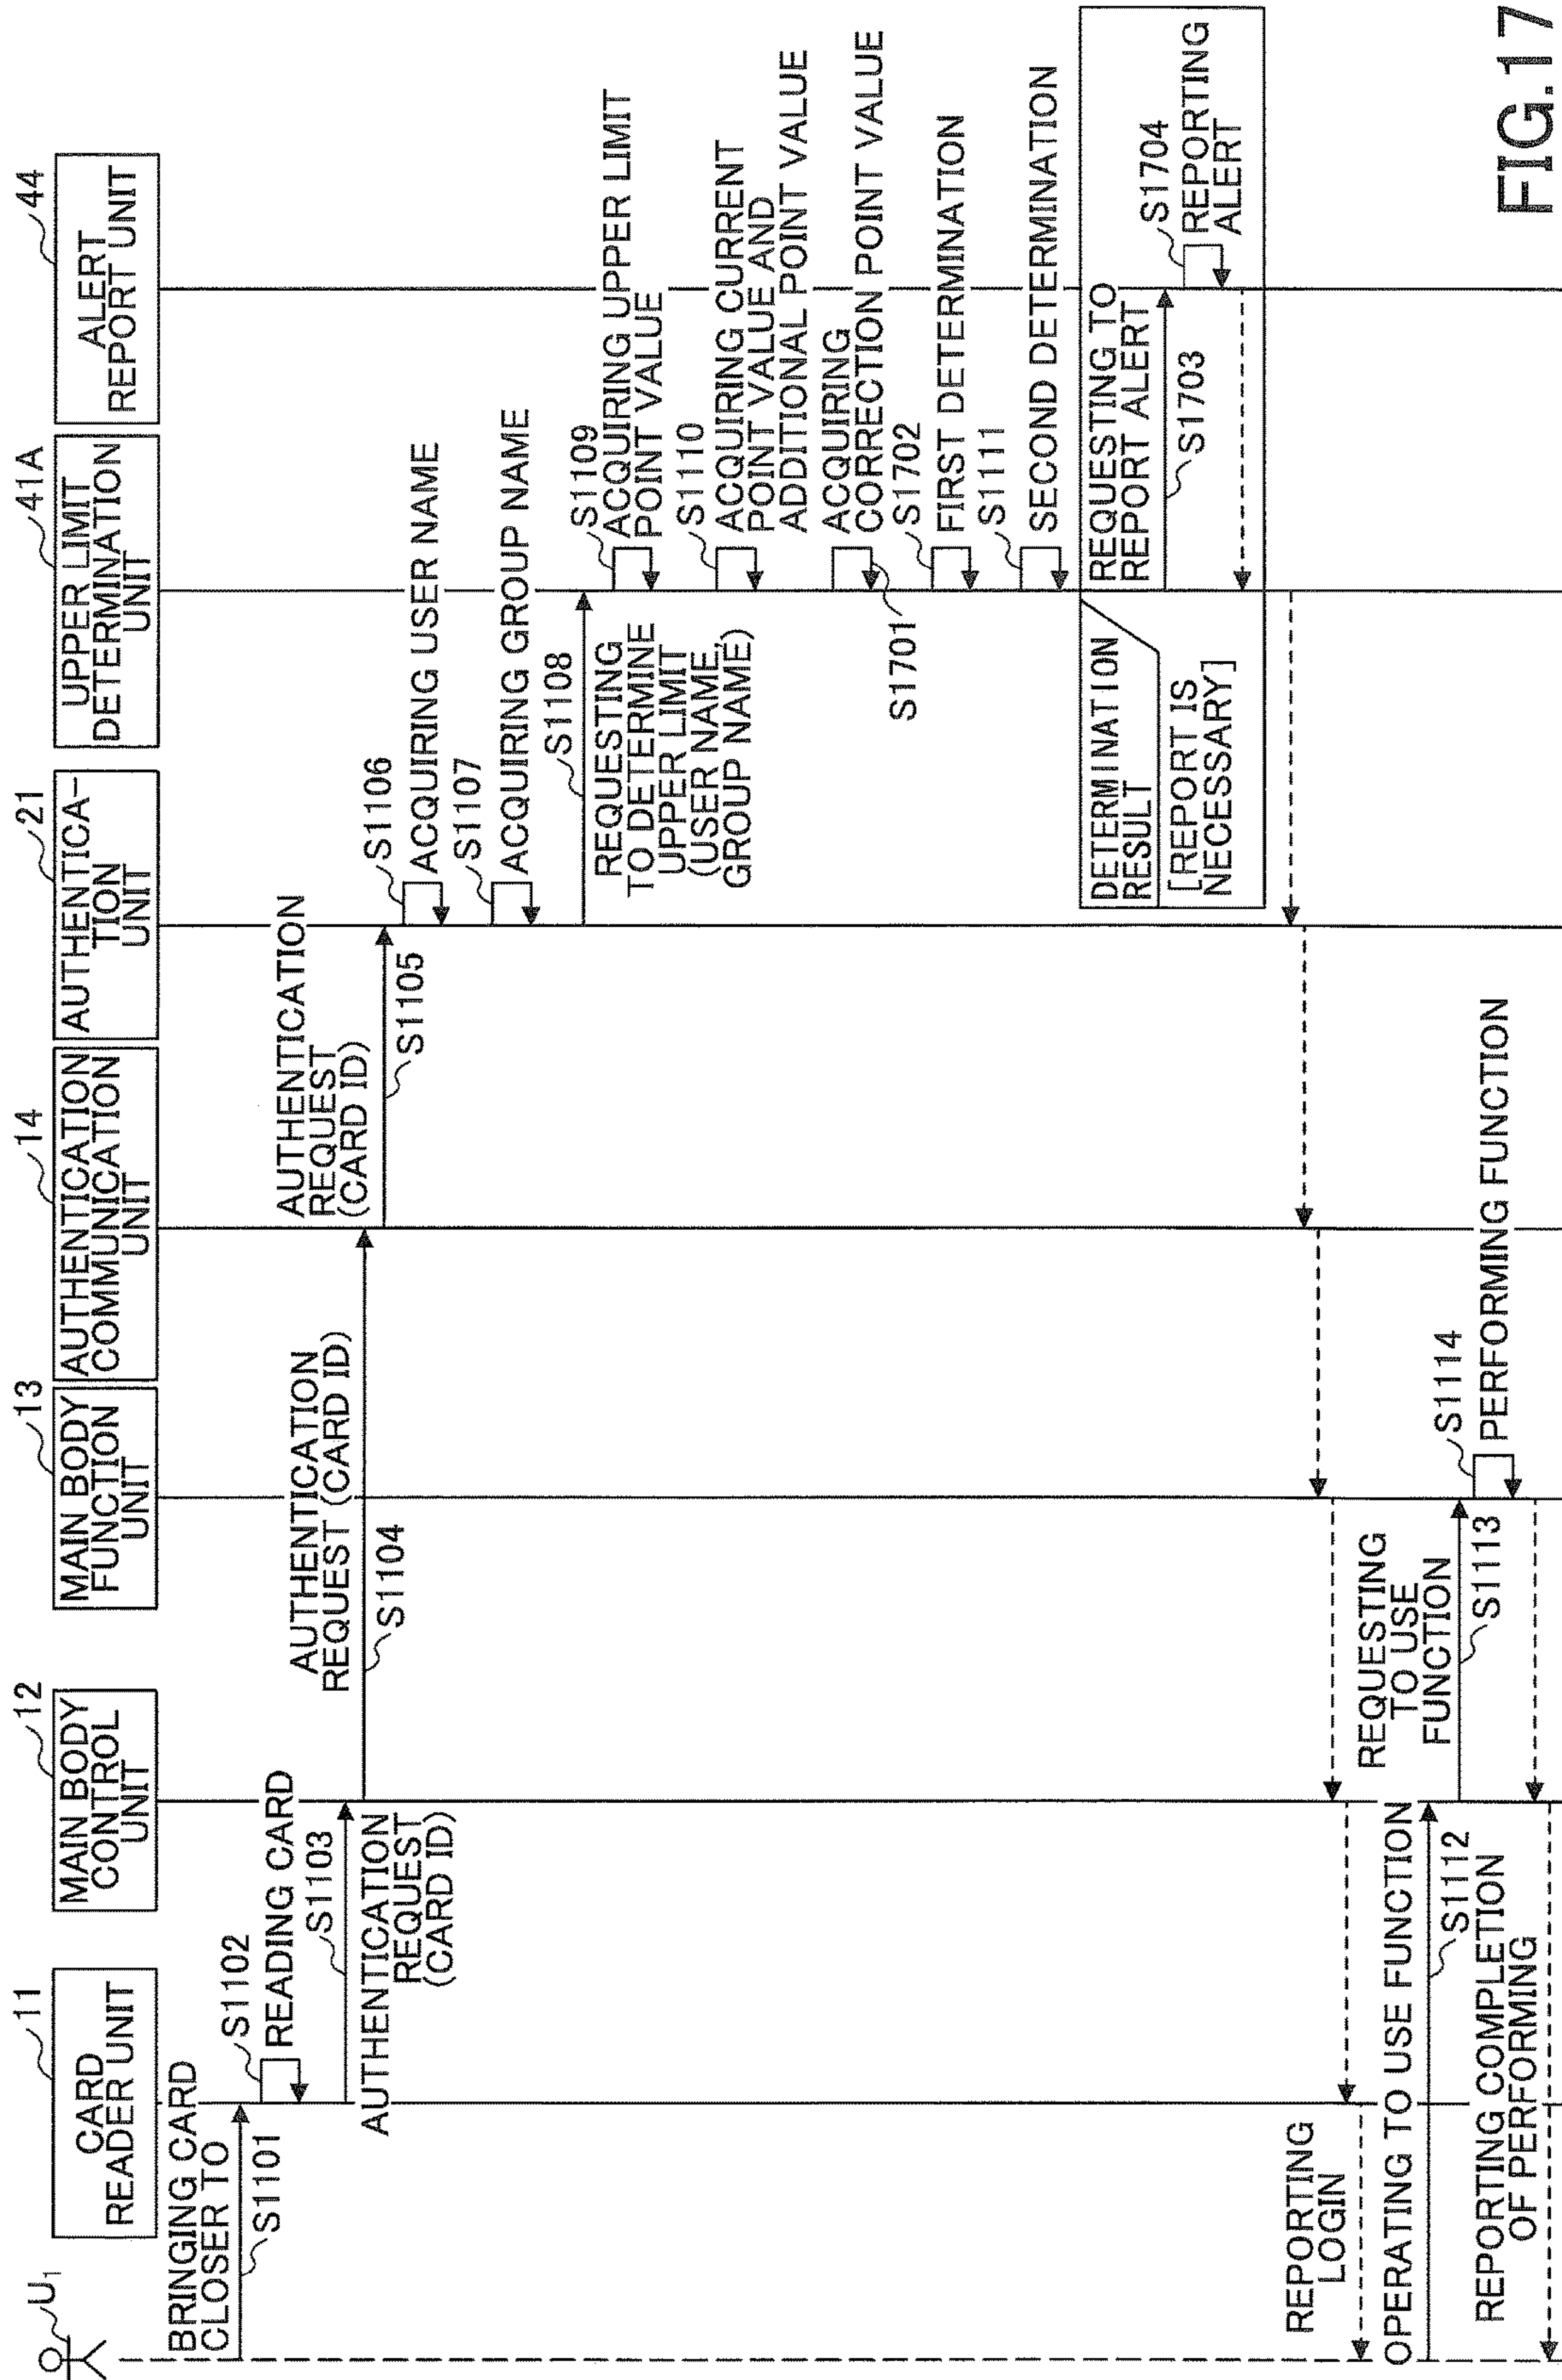 U1
11
CARD
READER UNIT
12
MAIN BODY
CONTROL
UNIT
13
MAIN BODY
FUNCTION
UNIT
14
AUTHENTICATION
COMMUNICATION
UNIT
21
AUTHENTICA-
TION
UNIT
41A
UPPER LIMIT
DETERMINATION
UNIT
44
ALERT
REPORT UNIT
BRINGING CARD
CLOSER TO
S1101
S1102
READING CARD
S1103
AUTHENTICATION
REQUEST
(CARD ID)
AUTHENTICATION
REQUEST (CARD ID)
S1104
AUTHENTICATION
REQUEST
(CARD ID)
S1105
S1106
ACQUIRING USER NAME
S1107
ACQUIRING GROUP NAME
S1108
REQUESTING
TO DETERMINE
UPPER LIMIT
(USER NAME,
GROUP NAME)
S1109
ACQUIRING UPPER LIMIT
POINT VALUE
S1110
ACQUIRING CURRENT
POINT VALUE AND
ADDITIONAL POINT VALUE
ACQUIRING
CORRECTION POINT VALUE
S1701
S1702
FIRST DETERMINATION
S1111
SECOND DETERMINATION
DETERMINATION
RESULT
[REPORT IS
NECESSARY]
REQUESTING TO
REPORT ALERT
S1703
S1704
REPORTING
ALERT
REPORTING
LOGIN
OPERATING TO USE FUNCTION
S1112
REQUESTING
TO USE
FUNCTION
S1113
S1114
PERFORMING FUNCTION
REPORTING COMPLETION
OF PERFORMING
FIG.17